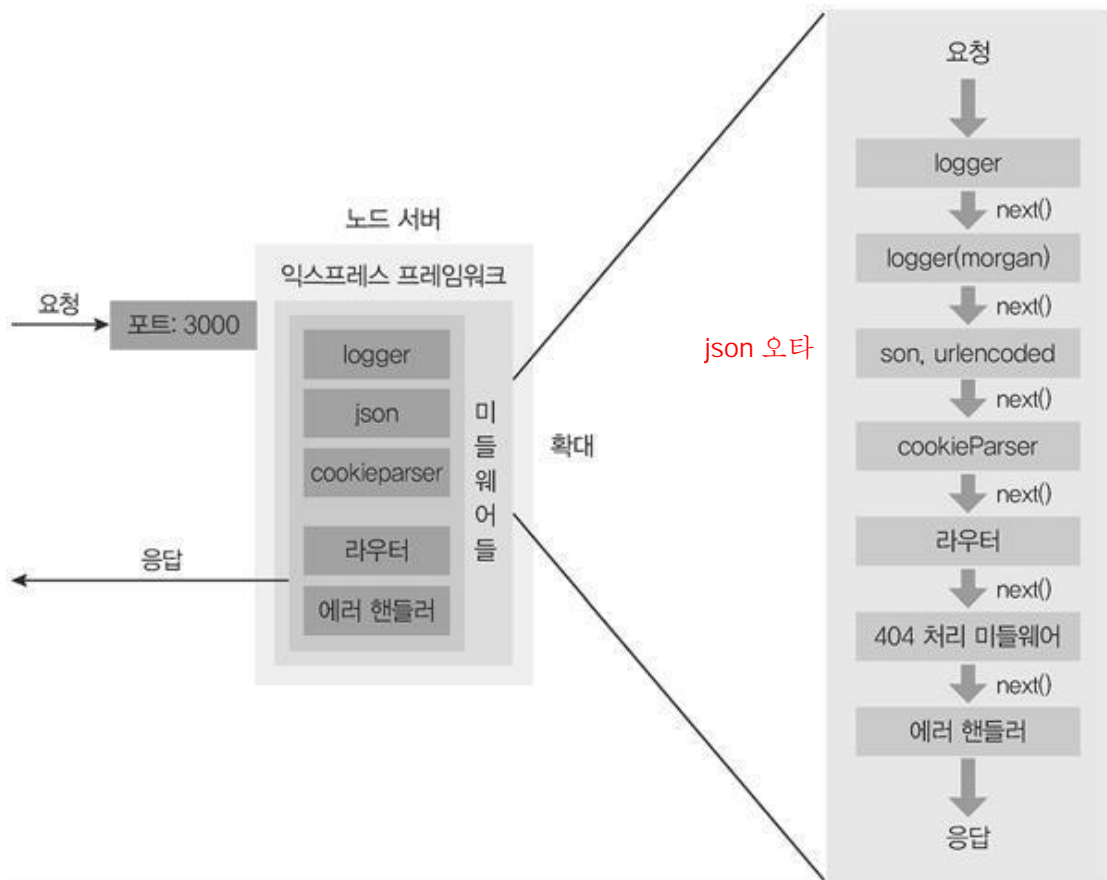 노드 서버
익스프레스 프레임워크
요청
포트: 3000
logger
json
cookieparser
라우터
에러 핸들러
미들웨어들
응답
확대
json 오타
요청
logger
next()
logger(morgan)
next()
son, urlencoded
next()
cookieParser
next()
라우터
next()
404 처리 미들웨어
next()
에러 핸들러
응답